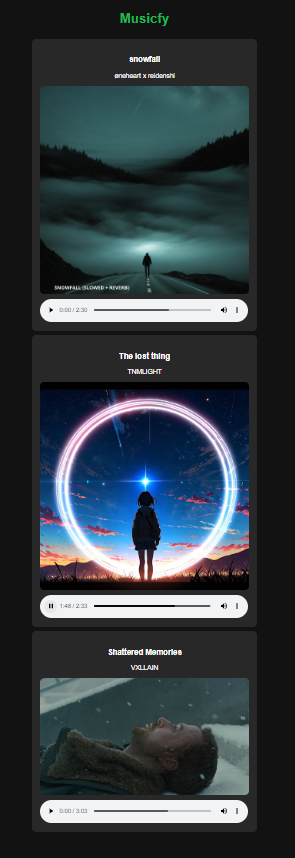 Musicfy
snowfall
øneheart x reidenshi
SNOWFALL (SLOWED + REVERB)
0:00 / 2:30
The lost thing
TNMLIGHT
1:48 / 2:33
Shattered Memories
VXLLAIN
0:00 / 3:03